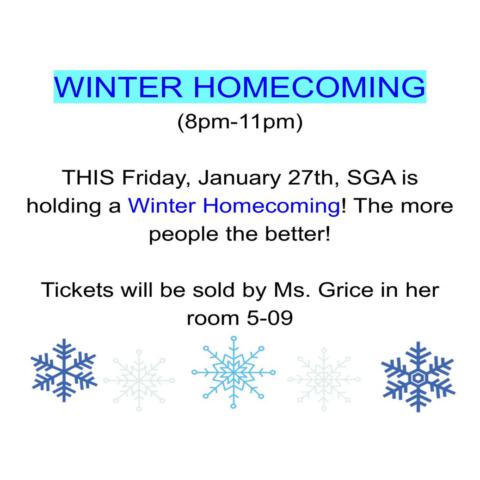 WINTER HOMECOMING
(8pm-11pm)
THIS Friday, January 27th, SGA is
holding a Winter Homecoming! The more
people the better!
Tickets will be sold by Ms. Grice in her
room 5-09